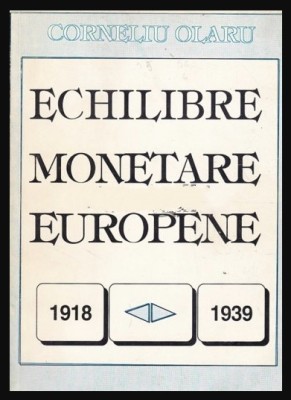 CORNELIU OLARU
ECHILIBRE
MONETARE
EUROPENE
1918 1939